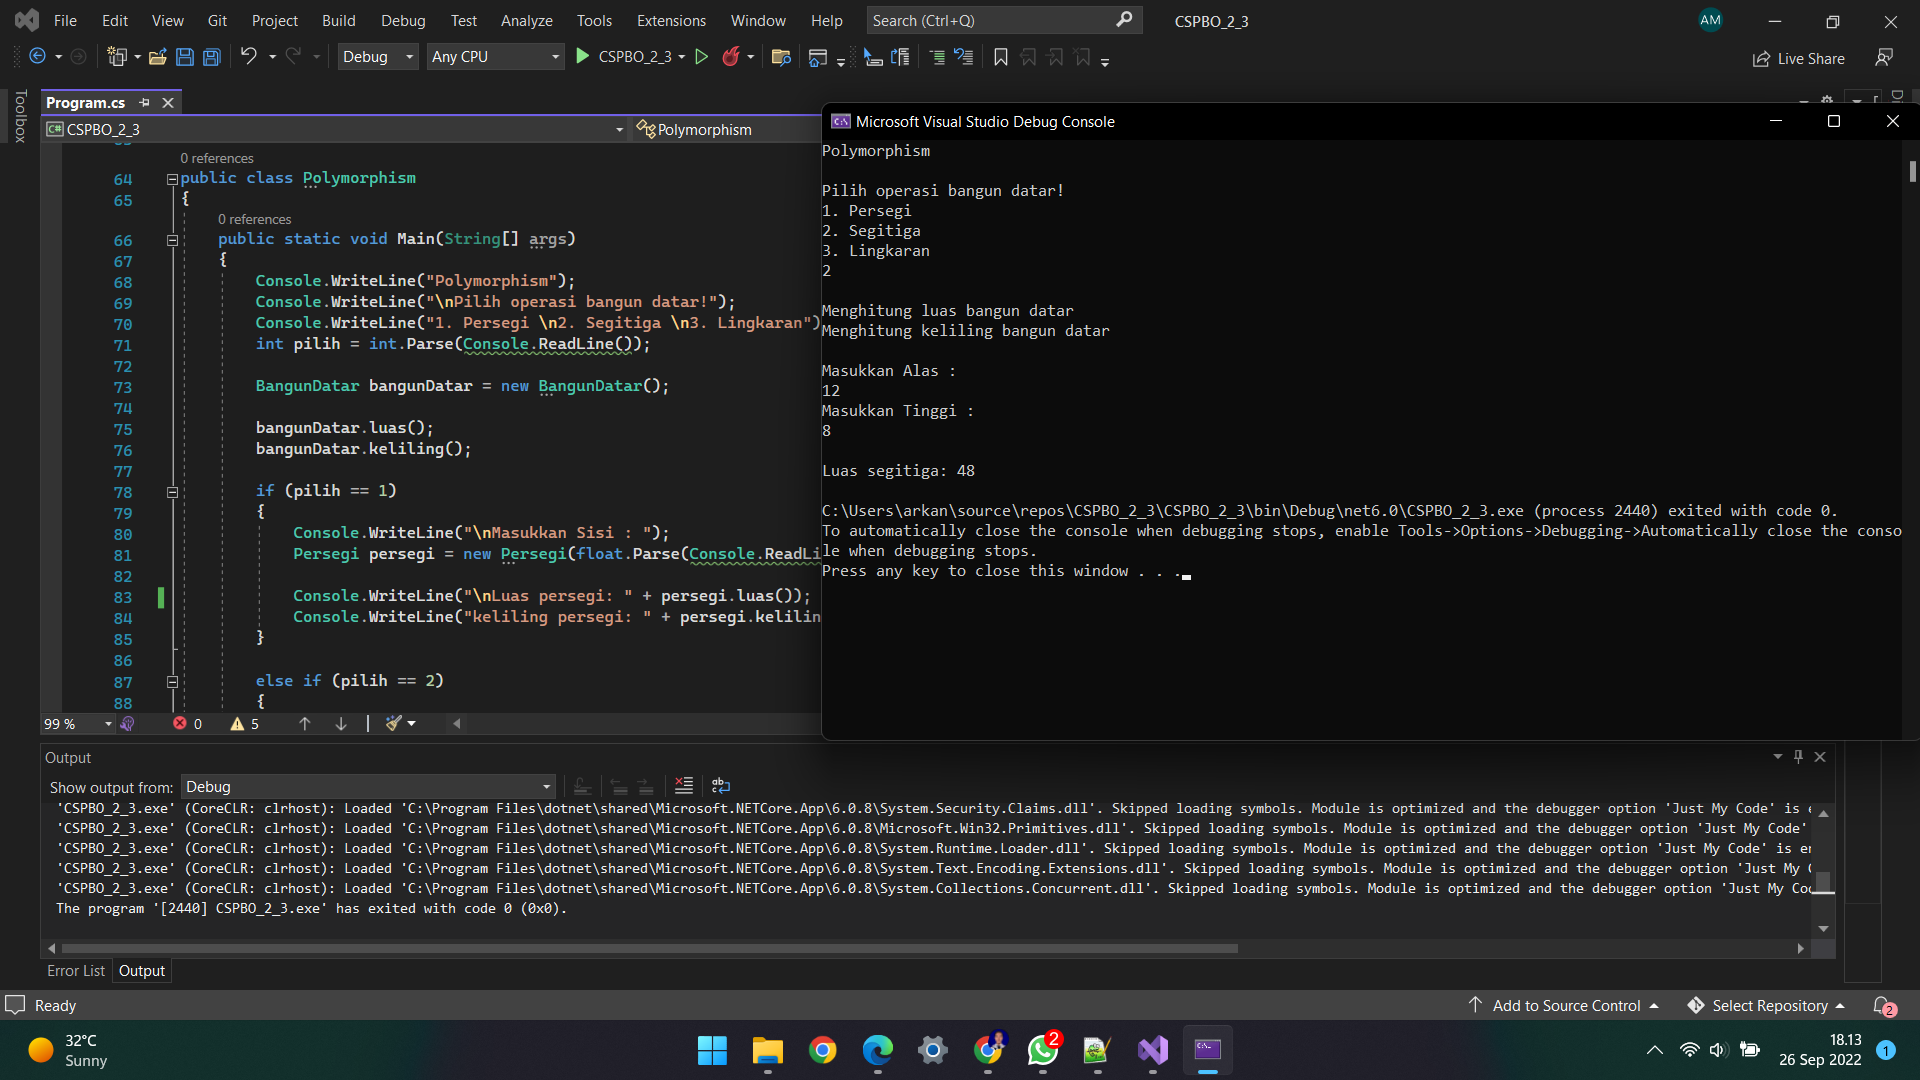 File Edit View Git Project Build Debug Test Analyze Tools Extensions Window Help Search (Ctrl+Q) CSPBO_2_3 AM
Debug Any CPU CSPBO_2_3 Live Share
Toolbox
Program.cs
CSPBO_2_3 Polymorphism
0 references
64 public class Polymorphism
65 {
0 references
66 public static void Main(String[] args)
67 {
68 Console.WriteLine("Polymorphism");
69 Console.WriteLine("\nPilih operasi bangun datar!");
70 Console.WriteLine("1. Persegi \n2. Segitiga \n3. Lingkaran")
71 int pilih = int.Parse(Console.ReadLine());
72
73 BangunDatar bangunDatar = new BangunDatar();
74
75 bangunDatar.luas();
76 bangunDatar.keliling();
77
78 if (pilih == 1)
79 {
80 Console.WriteLine("\nMasukkan Sisi : ");
81 Persegi persegi = new Persegi(float.Parse(Console.ReadLi
82
83 Console.WriteLine("\nLuas persegi: " + persegi.luas());
84 Console.WriteLine("keliling persegi: " + persegi.kelilin
85 }
86
87 else if (pilih == 2)
88 {
99 % 0 5
Microsoft Visual Studio Debug Console
Polymorphism
Pilih operasi bangun datar!
1. Persegi
2. Segitiga
3. Lingkaran
2
Menghitung luas bangun datar
Menghitung keliling bangun datar
Masukkan Alas :
12
Masukkan Tinggi :
8
Luas segitiga: 48
C:\Users\arkan\source\repos\CSPBO_2_3\CSPBO_2_3\bin\Debug\net6.0\CSPBO_2_3.exe (process 2440) exited with code 0.
To automatically close the console when debugging stops, enable Tools->Options->Debugging->Automatically close the conso
le when debugging stops.
Press any key to close this window . . .
Output
Show output from: Debug
'CSPBO_2_3.exe' (CoreCLR: clrhost): Loaded 'C:\Program Files\dotnet\shared\Microsoft.NETCore.App\6.0.8\System.Security.Claims.dll'. Skipped loading symbols. Module is optimized and the debugger option 'Just My Code' is e
'CSPBO_2_3.exe' (CoreCLR: clrhost): Loaded 'C:\Program Files\dotnet\shared\Microsoft.NETCore.App\6.0.8\Microsoft.Win32.Primitives.dll'. Skipped loading symbols. Module is optimized and the debugger option 'Just My Code'
'CSPBO_2_3.exe' (CoreCLR: clrhost): Loaded 'C:\Program Files\dotnet\shared\Microsoft.NETCore.App\6.0.8\System.Runtime.Loader.dll'. Skipped loading symbols. Module is optimized and the debugger option 'Just My Code' is en
'CSPBO_2_3.exe' (CoreCLR: clrhost): Loaded 'C:\Program Files\dotnet\shared\Microsoft.NETCore.App\6.0.8\System.Text.Encoding.Extensions.dll'. Skipped loading symbols. Module is optimized and the debugger option 'Just My C
'CSPBO_2_3.exe' (CoreCLR: clrhost): Loaded 'C:\Program Files\dotnet\shared\Microsoft.NETCore.App\6.0.8\System.Collections.Concurrent.dll'. Skipped loading symbols. Module is optimized and the debugger option 'Just My Cod
The program '[2440] CSPBO_2_3.exe' has exited with code 0 (0x0).
Error List Output
Ready Add to Source Control Select Repository 2
32°C
Sunny
2
18.13
26 Sep 2022
1